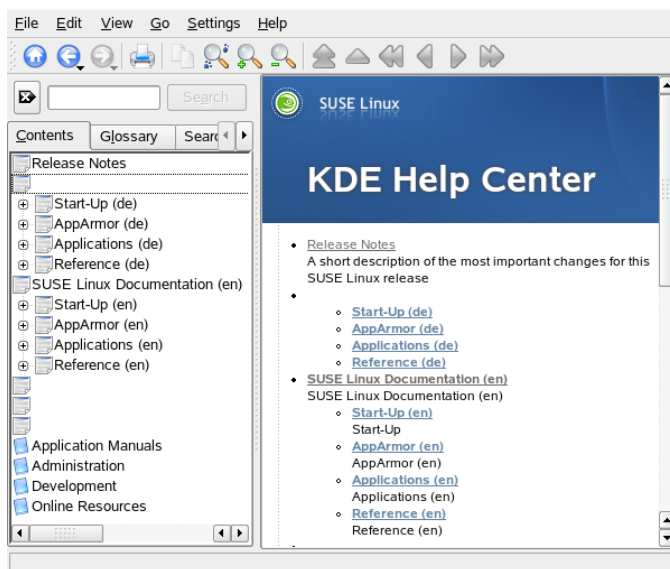 File Edit View Go Settings Help
Search
Contents Glossary Searc
Release Notes
Start-Up (de)
AppArmor (de)
Applications (de)
Reference (de)
SUSE Linux Documentation (en)
Start-Up (en)
AppArmor (en)
Applications (en)
Reference (en)
Application Manuals
Administration
Development
Online Resources
SUSE Linux
KDE Help Center
Release Notes
A short description of the most important changes for this
SUSE Linux release
Start-Up (de)
AppArmor (de)
Applications (de)
Reference (de)
SUSE Linux Documentation (en)
SUSE Linux Documentation (en)
Start-Up (en)
Start-Up
AppArmor (en)
AppArmor (en)
Applications (en)
Applications (en)
Reference (en)
Reference (en)